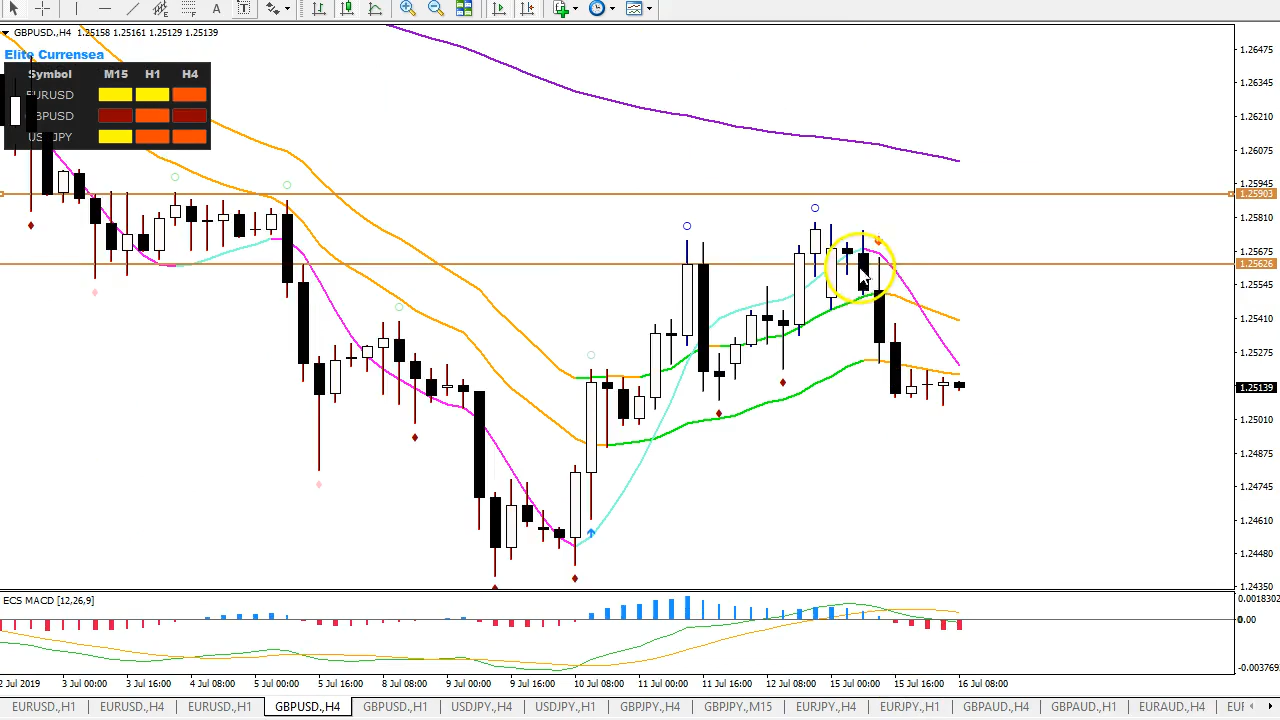 A T
GBPUSD.,H4 1.25158 1.25161 1.25129 1.25139
Elite Currensea
Symbol M15 H1 H4
EURUSD
GBPUSD
USDJPY
1.26475
1.26345
1.26210
1.26075
1.25945
1.25903
1.25810
1.25675
1.25626
1.25545
1.25410
1.25275
1.25139
1.25010
1.24875
1.24745
1.24610
1.24480
1.24350
ECS MACD [12,26,9]
0.0018302
0.00
-0.003769
2 Jul 2019 3 Jul 00:00 3 Jul 16:00 4 Jul 08:00 5 Jul 00:00 5 Jul 16:00 8 Jul 08:00 9 Jul 00:00 9 Jul 16:00 10 Jul 08:00 11 Jul 00:00 11 Jul 16:00 12 Jul 08:00 15 Jul 00:00 15 Jul 16:00 16 Jul 08:00
EURUSD.,H1 EURUSD.,H4 EURUSD.,H1 GBPUSD.,H4 GBPUSD.,H1 USDJPY.,H4 USDJPY.,H1 GBPJPY.,H4 GBPJPY.,M15 EURJPY.,H4 EURJPY.,H1 GBPAUD.,H4 GBPAUD.,H1 EURAUD.,H4 EUF